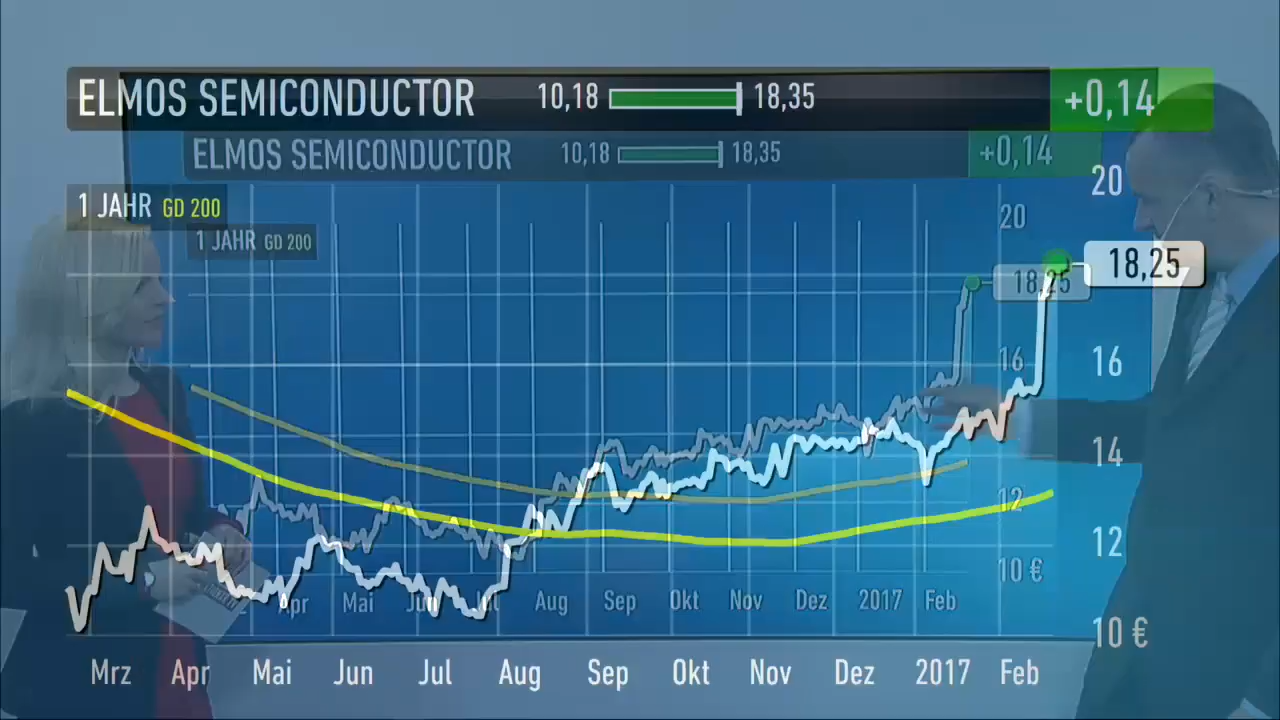 ELMOS SEMICONDUCTOR 10,18 18,35 +0,14
ELMOS SEMICONDUCTOR 10,18 18,35 +0,14
1 JAHR GD 200
1 JAHR GD 200
20
20
18,25
18,25
16
16
14
12
12
10 €
10 €
Apr Mai Jun Jul Aug Sep Okt Nov Dez 2017 Feb
Mrz Apr Mai Jun Jul Aug Sep Okt Nov Dez 2017 Feb